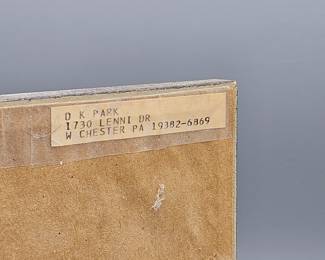 D K PARK
1730 LENNI DR
W CHESTER PA 19382-6869